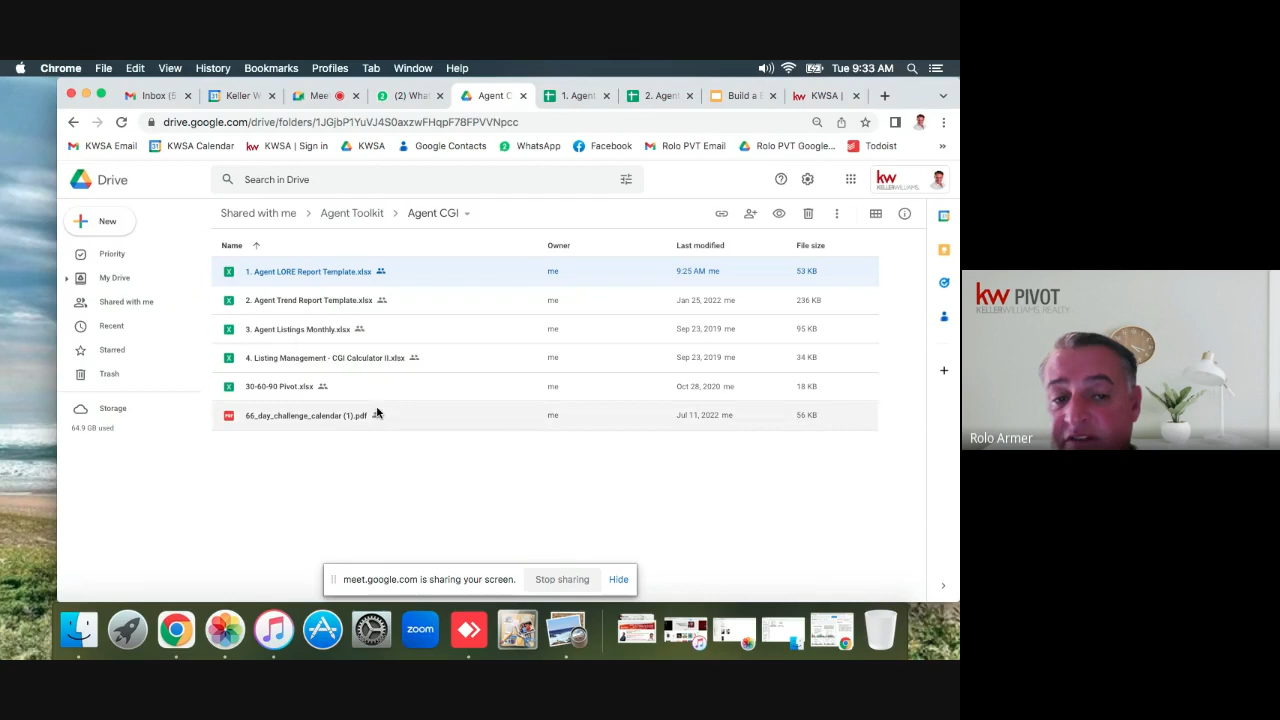 Chrome File Edit View History Bookmarks Profiles Tab Window Help Tue 9:33 AM
Inbox (5 Keller W Mee (2) Wha Agent C 1. Agen 2. Agen Build a KWSA |
drive.google.com/drive/folders/1JGjbP1YuVJ4S0axzwFHqpF78FPVVNpcc
KWSA Email KWSA Calendar KWSA | Sign in KWSA Google Contacts WhatsApp Facebook Rolo PVT Email Rolo PVT Google... Todoist »
Drive Search in Drive kw KELLERWILLIAMS.
New Shared with me > Agent Toolkit > Agent CGI
Name Owner Last modified File size
Priority
My Drive
Shared with me
Recent
Starred
Trash
Storage
64.9 GB used
1. Agent LORE Report Template.xlsx me 9:25 AM me 53 KB
2. Agent Trend Report Template.xlsx me Jan 25, 2022 me 236 KB
3. Agent Listings Monthly.xlsx me Sep 23, 2019 me 95 KB
4. Listing Management - CGI Calculator II.xlsx me Sep 23, 2019 me 34 KB
30-60-90 Pivot.xlsx me Oct 28, 2020 me 18 KB
66_day_challenge_calendar (1).pdf me Jul 11, 2022 me 56 KB
meet.google.com is sharing your screen. Stop sharing Hide
zoom
kw PIVOT
KELLERWILLIAMS. REALTY
Rolo Armer